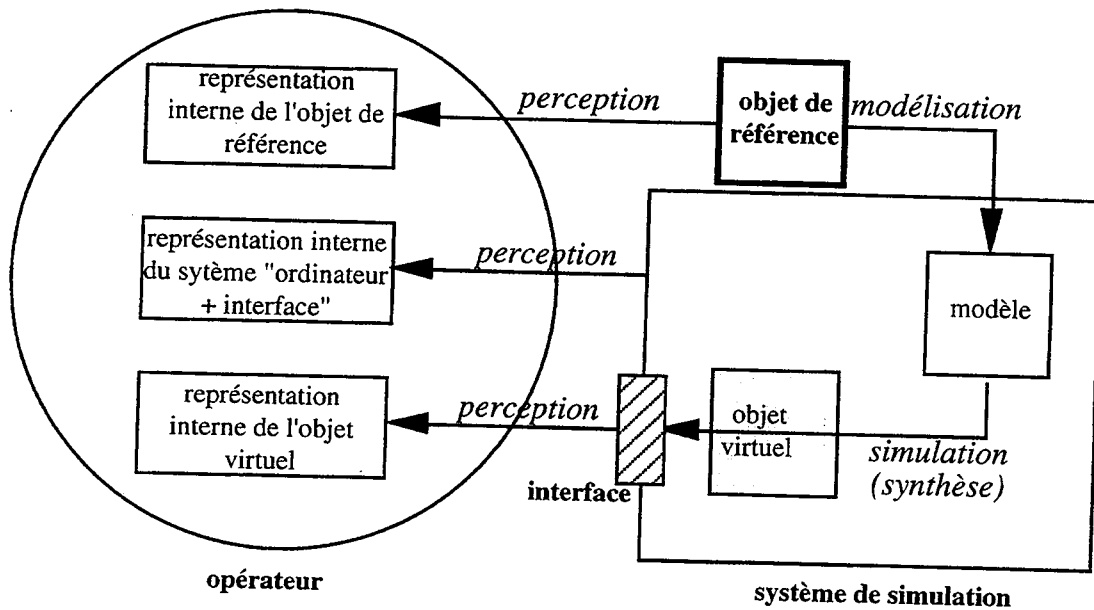 représentation
interne de l'objet de
référence
perception
objet de
référence
modélisation
représentation interne
du sytème "ordinateur
+ interface"
perception
modèle
représentation
interne de l'objet
virtuel
perception
objet
virtuel
simulation
(synthèse)
interface
opérateur
système de simulation